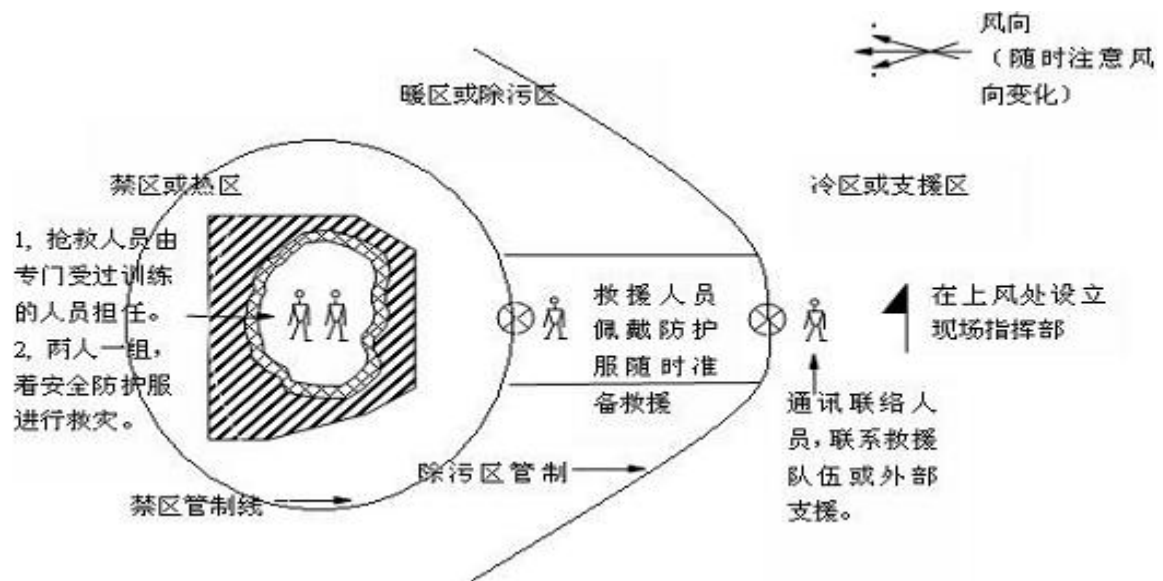 风向
（随时注意风
向变化）
暖区或除污区
禁区或热区
冷区或支援区
1, 抢救人员由
专门受过训练
的人员担任。
2, 两人一组，
着安全防护服
进行救灾。
救援人员
佩戴防护
服随时准
备救援
在上风处设立
现场指挥部
通讯联络人
员，联系救援
队伍或外部
支援。
除污区管制
禁区管制线